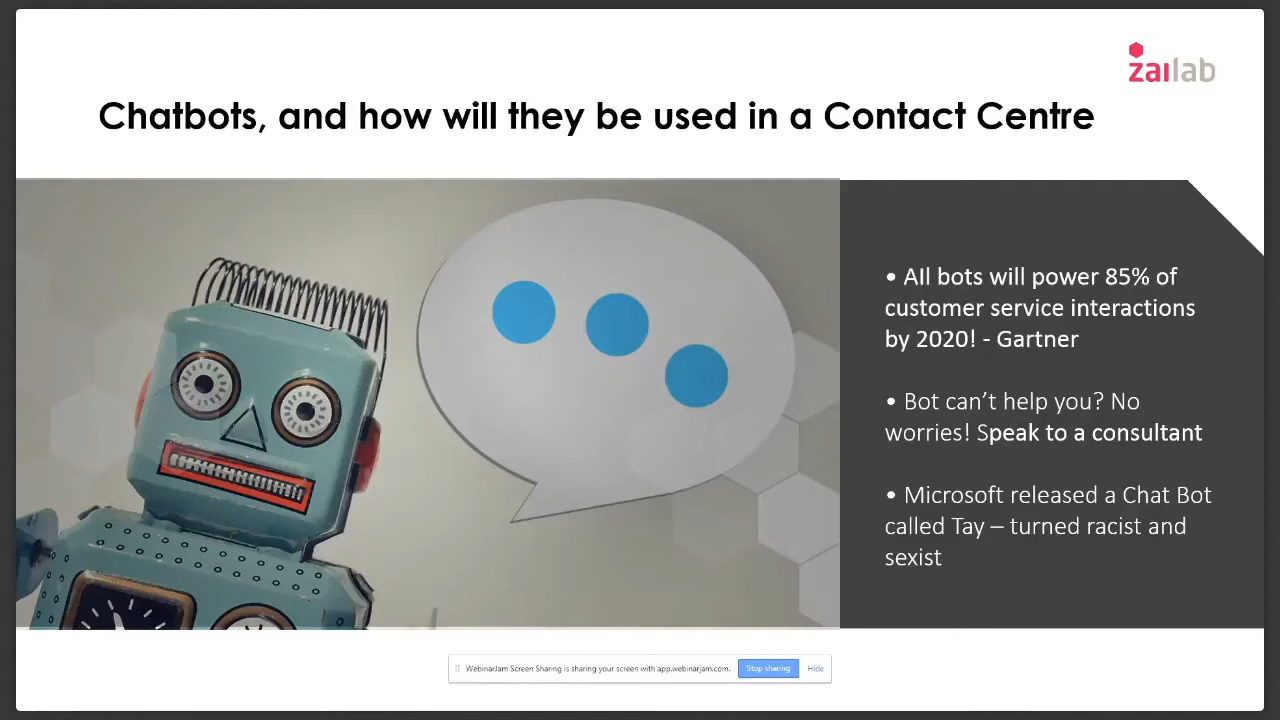 zailab
Chatbots, and how will they be used in a Contact Centre
• All bots will power 85% of
customer service interactions
by 2020! - Gartner
• Bot can’t help you? No
worries! Speak to a consultant
• Microsoft released a Chat Bot
called Tay – turned racist and
sexist
WebinarJam Screen Sharing is sharing your screen with app.webinarjam.com.
Stop sharing
Hide